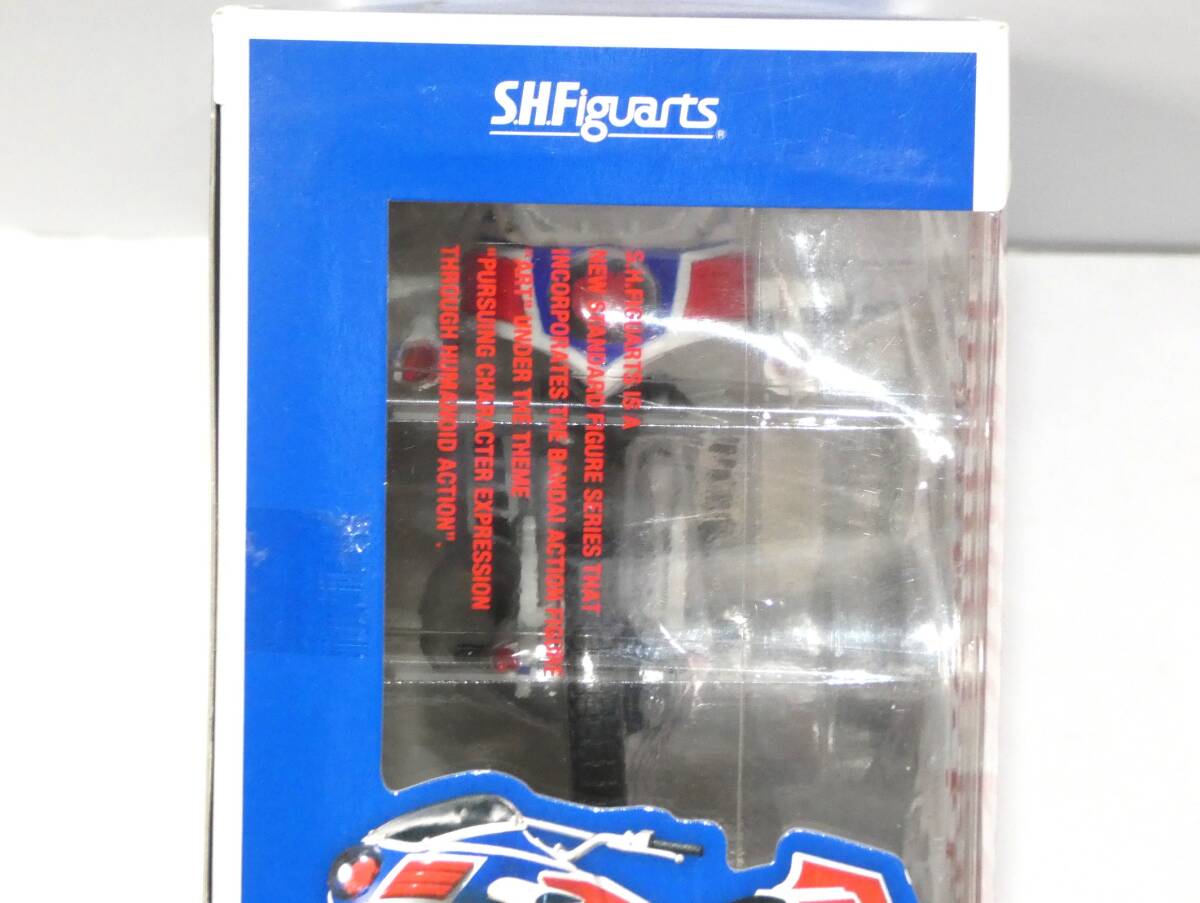 S.H.Figuarts®
S.H.FIGUARTS IS A
NEW STANDARD FIGURE SERIES THAT
INCORPORATES THE BANDAI ACTION FIGURE
"ART" UNDER THE THEME
"PURSUING CHARACTER EXPRESSION
THROUGH HUMANOID ACTION".